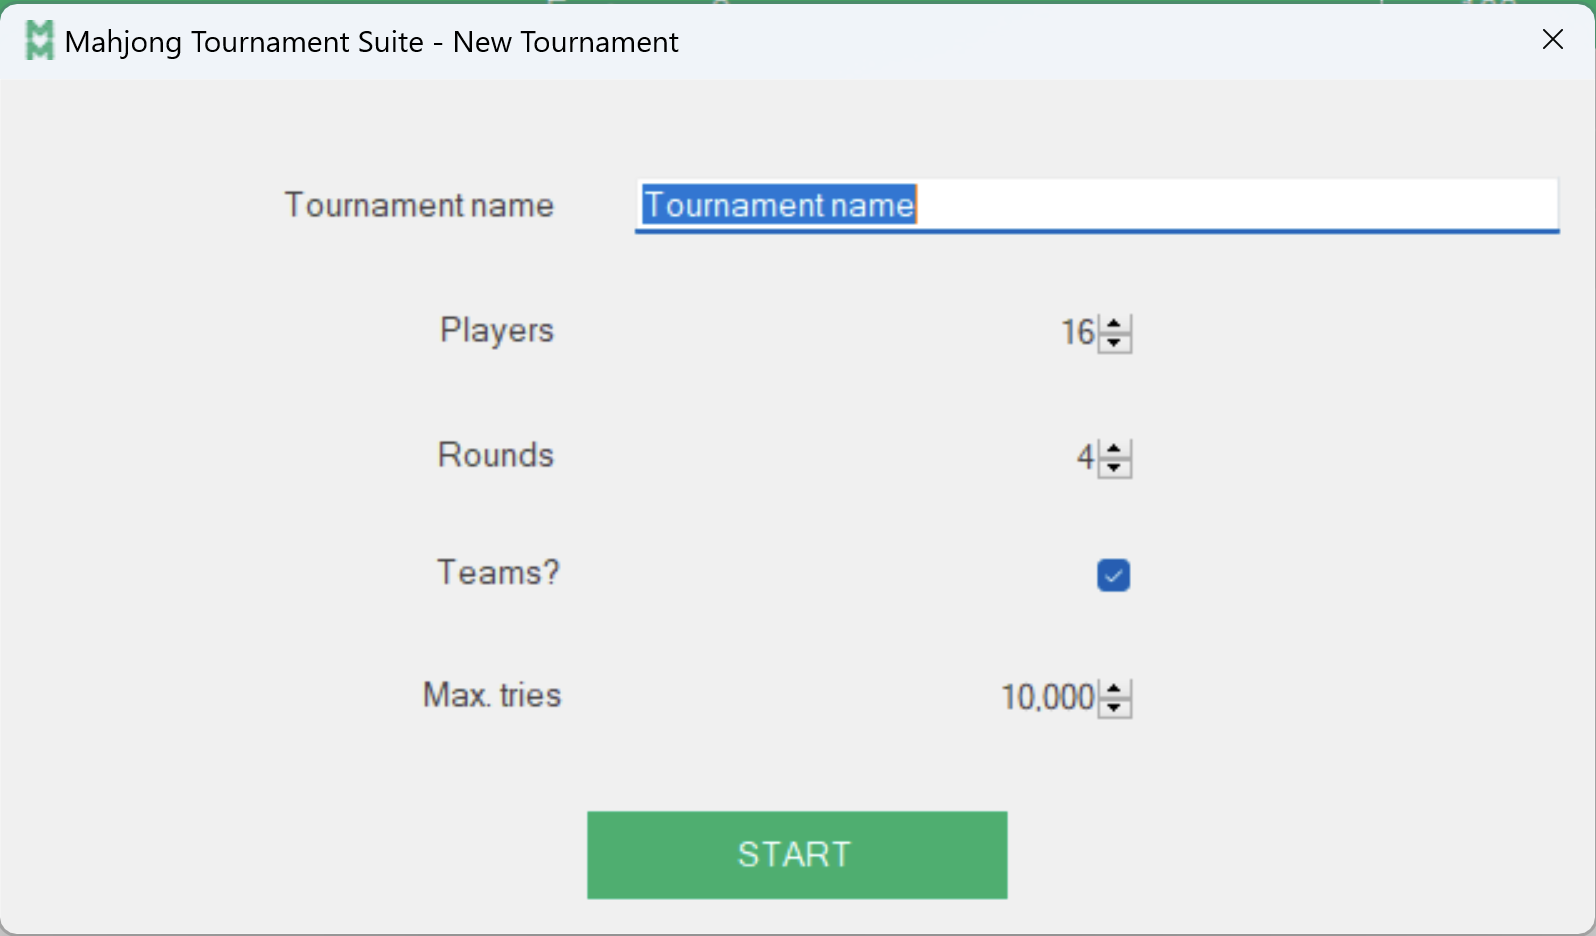 Mahjong Tournament Suite - New Tournament
Tournament name Tournament name
Players 16
Rounds 4
Teams?
Max. tries 10,000
START